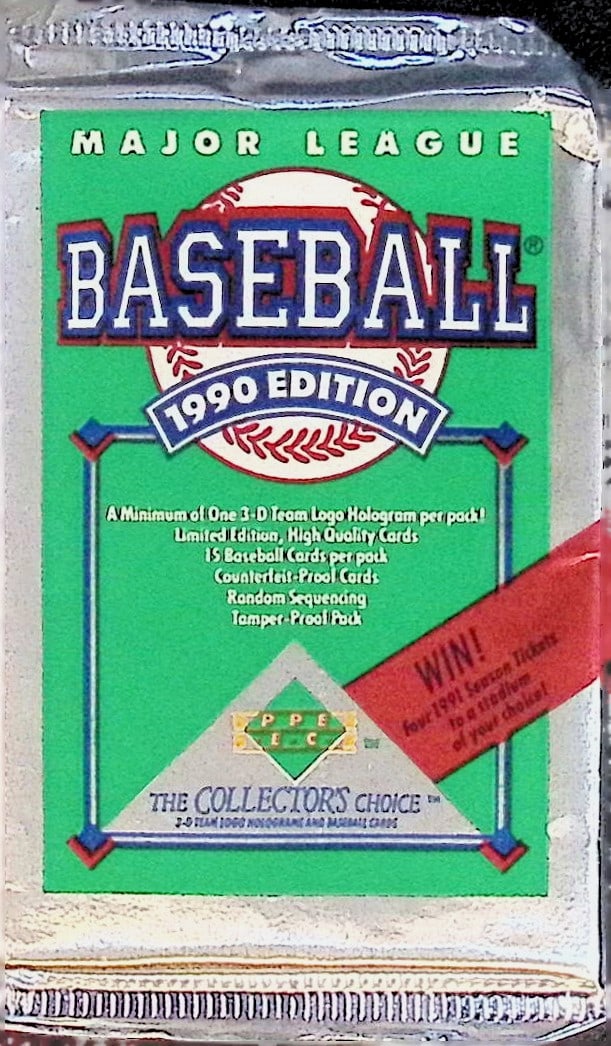 MAJOR LEAGUE
BASEBALL®
1990 EDITION
A Minimum of One 3-D Team Logo Hologram per pack!
Limited Edition, High Quality Cards
15 Baseball Cards per pack
Counterfeit-Proof Cards
Random Sequencing
Tamper-Proof Pack
WIN!
Four 1991 Season Tickets
to a stadium
of your choice!
THE COLLECTOR'S CHOICE™
3-D TEAM LOGO HOLOGRAMS AND BASEBALL CARDS